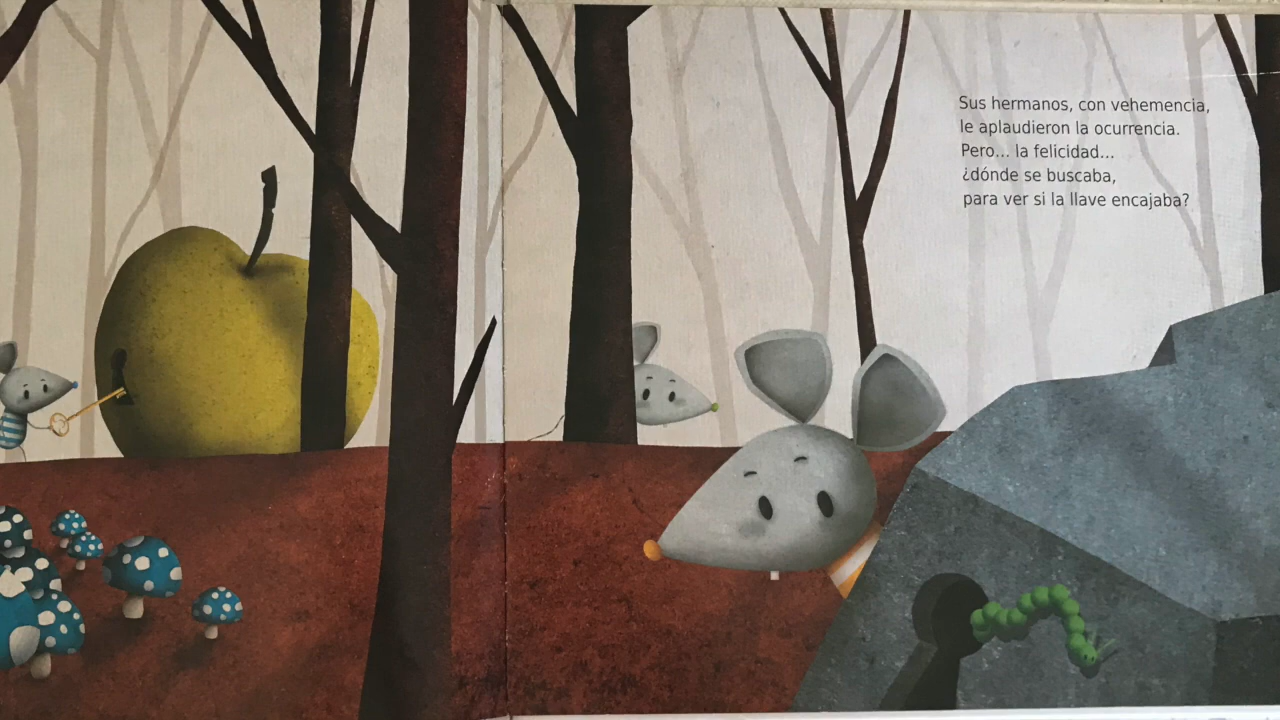 Sus hermanos, con vehemencia,
le aplaudieron la ocurrencia.
Pero... la felicidad...
¿dónde se buscaba,
para ver si la llave encajaba?